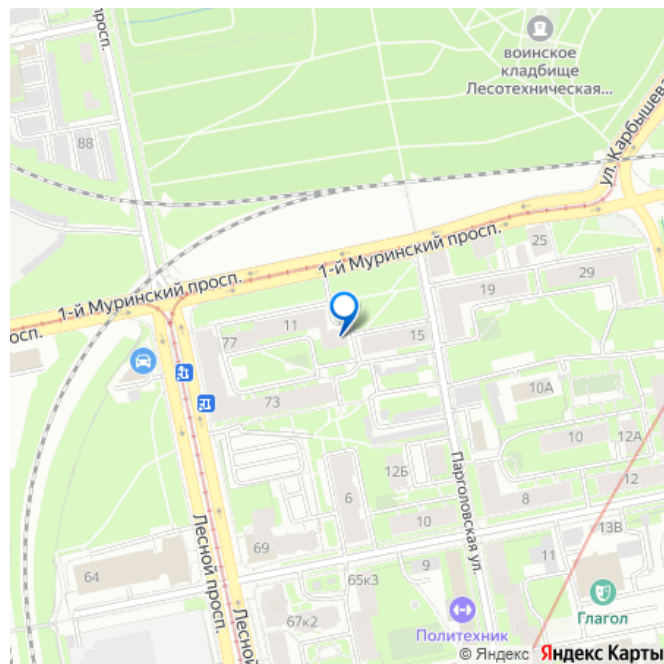 просп.
воинское
кладбище
Лесотехническая...
88
ул. Карбышева
1-й Муринский просп.
25
29
19
1-й Муринский просп.
осп.
77
11
15
10А
73
10
12А
12Б
Парголовская ул.
6
8
12
10
13В
Лесной просп.
69
9
11
64
65к3
Глагол
67к2
Политехник
Лесной
© Яндекс Яндекс Карты